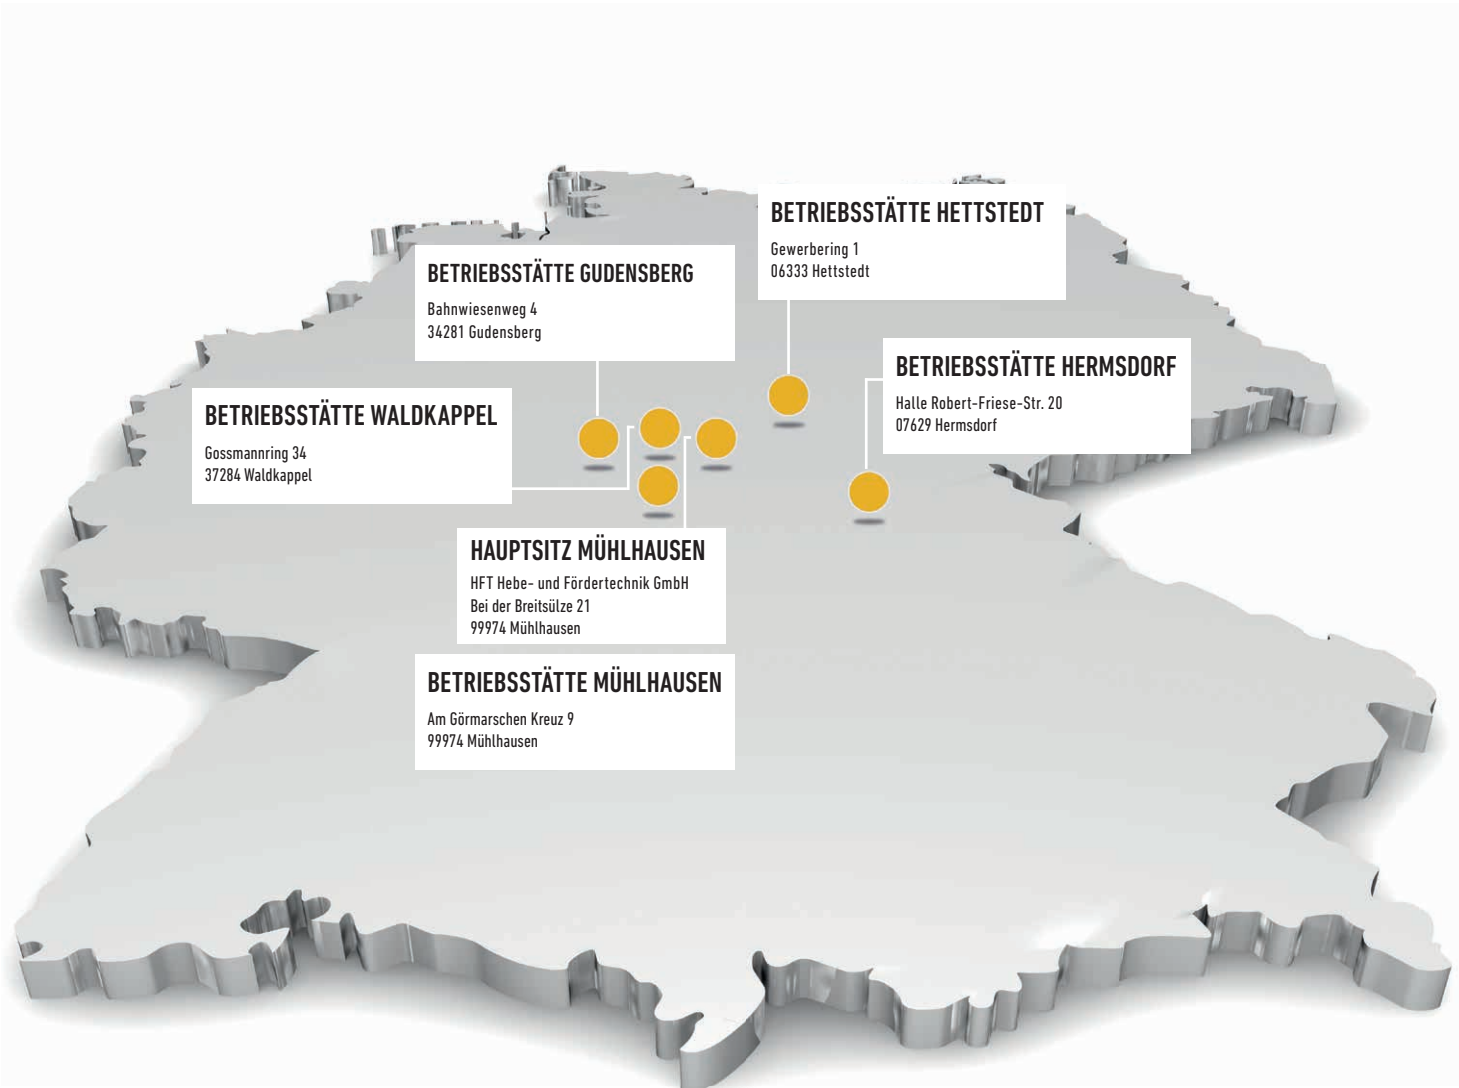 BETRIEBSSTÄTTE HETTSTEDT
Gewerbering 1
06333 Hettstedt
BETRIEBSSTÄTTE GUDENSBERG
Bahnwiesenweg 4
34281 Gudensberg
BETRIEBSSTÄTTE HERMSDORF
Halle Robert-Friese-Str. 20
07629 Hermsdorf
BETRIEBSSTÄTTE WALDKAPPEL
Gossmannring 34
37284 Waldkappel
HAUPTSITZ MÜHLHAUSEN
HFT Hebe- und Fördertechnik GmbH
Bei der Breitsülze 21
99974 Mühlhausen
BETRIEBSSTÄTTE MÜHLHAUSEN
Am Görmarschen Kreuz 9
99974 Mühlhausen